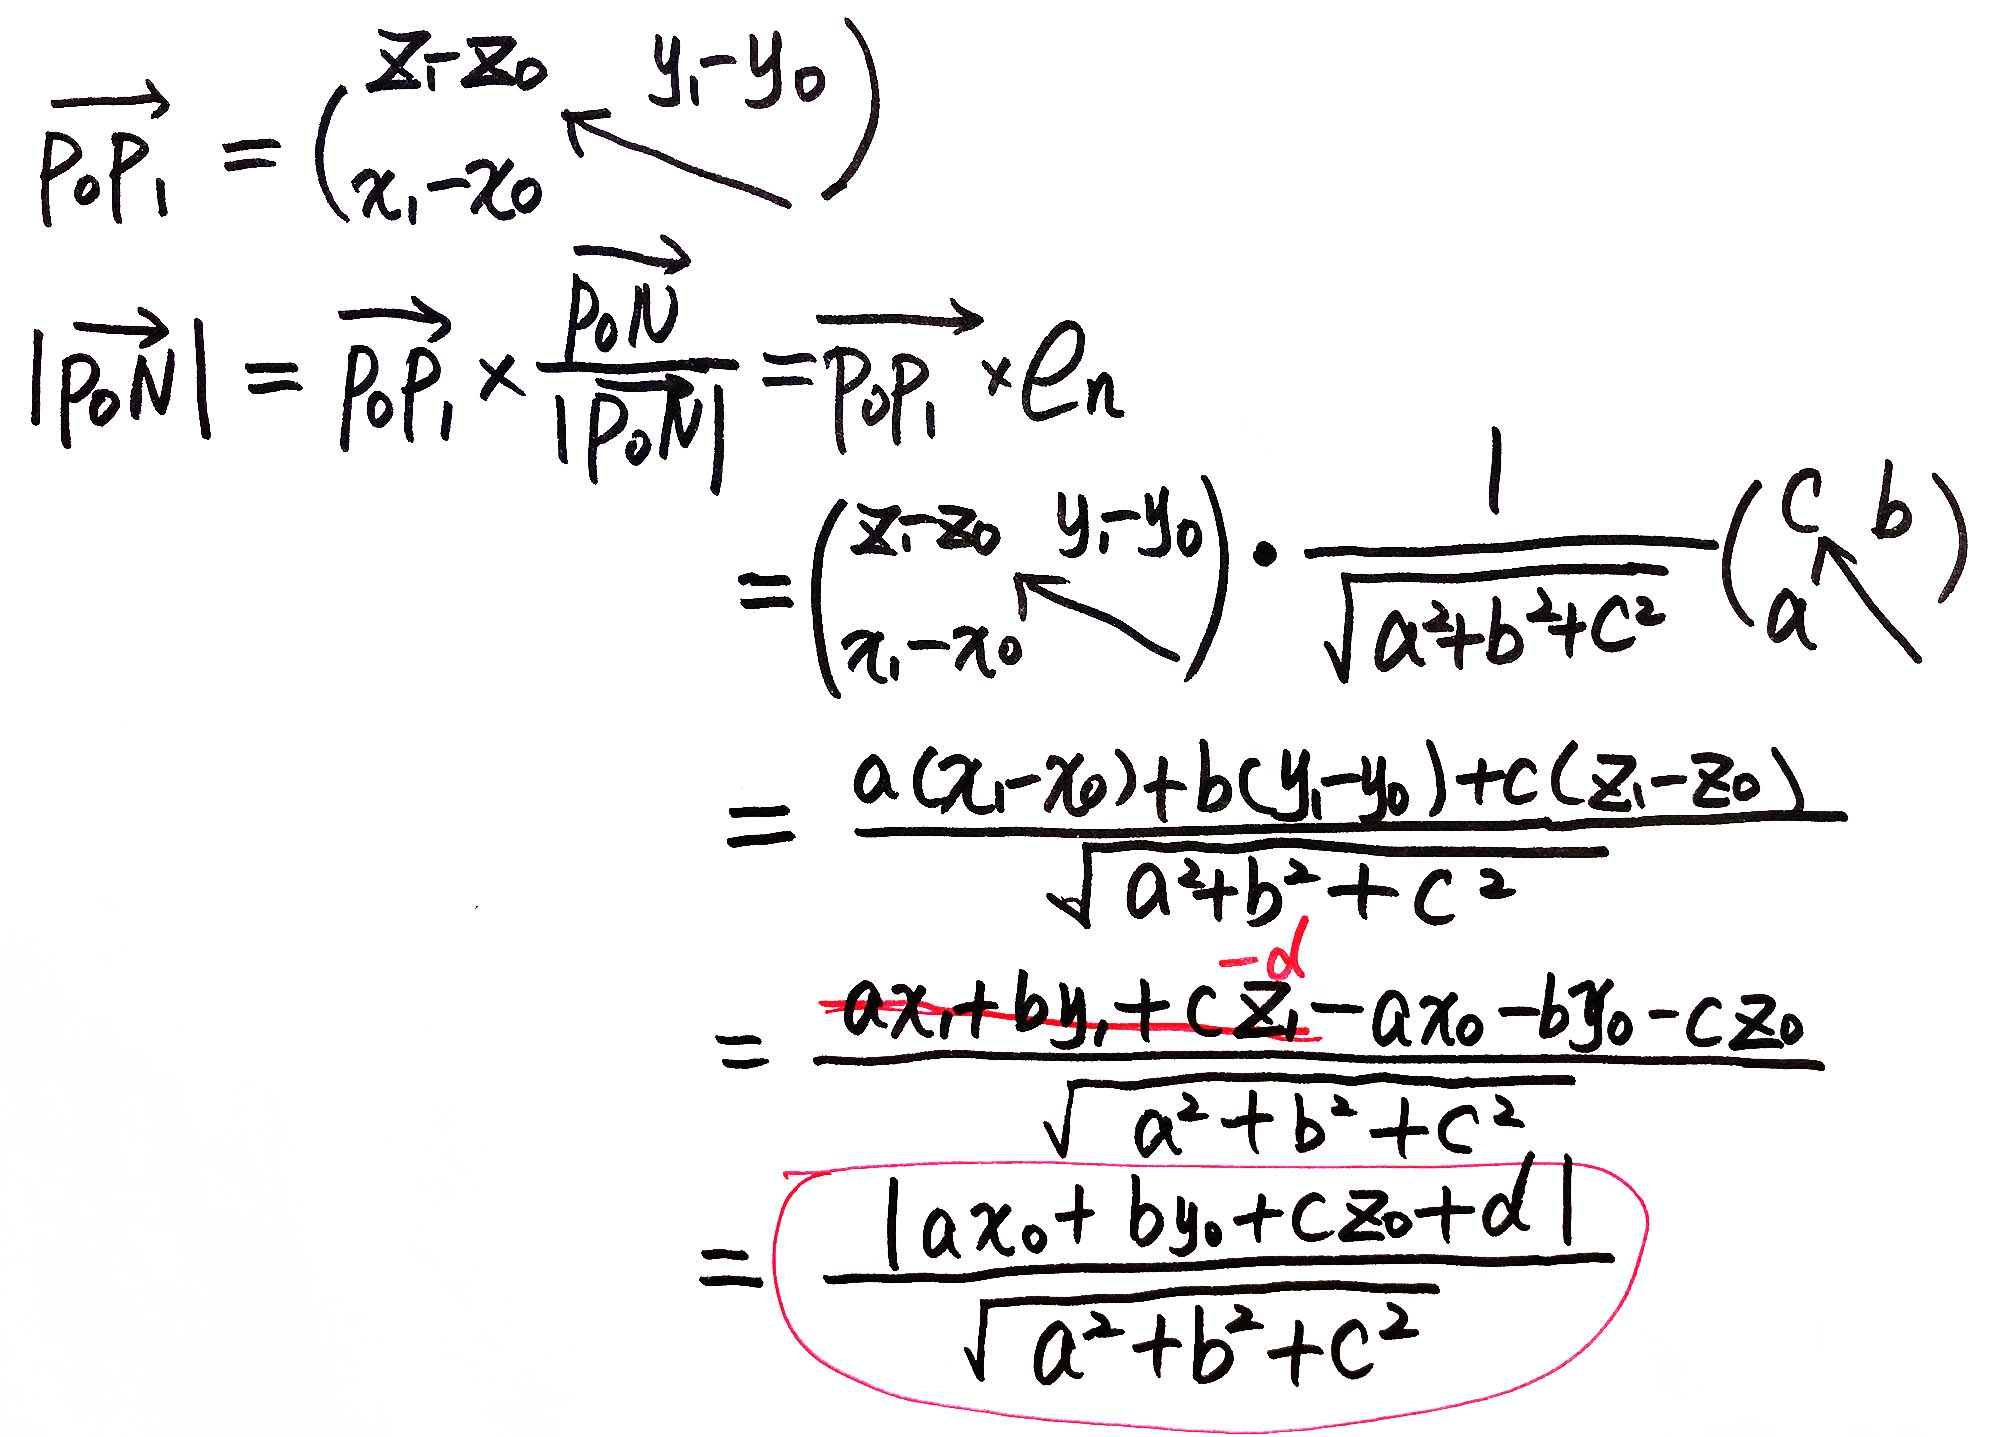 $\overrightarrow{P_0P_1} = \begin{pmatrix} z_1-z_0 & y_1-y_0 \\ x_1-x_0 & \nwarrow \end{pmatrix}$
$|\overrightarrow{P_0N}| = \overrightarrow{P_0P_1} \times \frac{\overrightarrow{P_0N}}{|\overrightarrow{P_0N}|} = \overrightarrow{P_0P_1} \times e_n$
$= \begin{pmatrix} z_1-z_0 & y_1-y_0 \\ x_1-x_0 & \nwarrow \end{pmatrix} \cdot \frac{1}{\sqrt{a^2+b^2+c^2}} \begin{pmatrix} c & b \\ a & \nwarrow \end{pmatrix}$
$= \frac{a(x_1-x_0)+b(y_1-y_0)+c(z_1-z_0)}{\sqrt{a^2+b^2+c^2}}$
$-d$
$= \frac{ax_1+by_1+cz_1-ax_0-by_0-cz_0}{\sqrt{a^2+b^2+c^2}}$
$= \frac{|ax_0+by_0+cz_0+d|}{\sqrt{a^2+b^2+c^2}}$